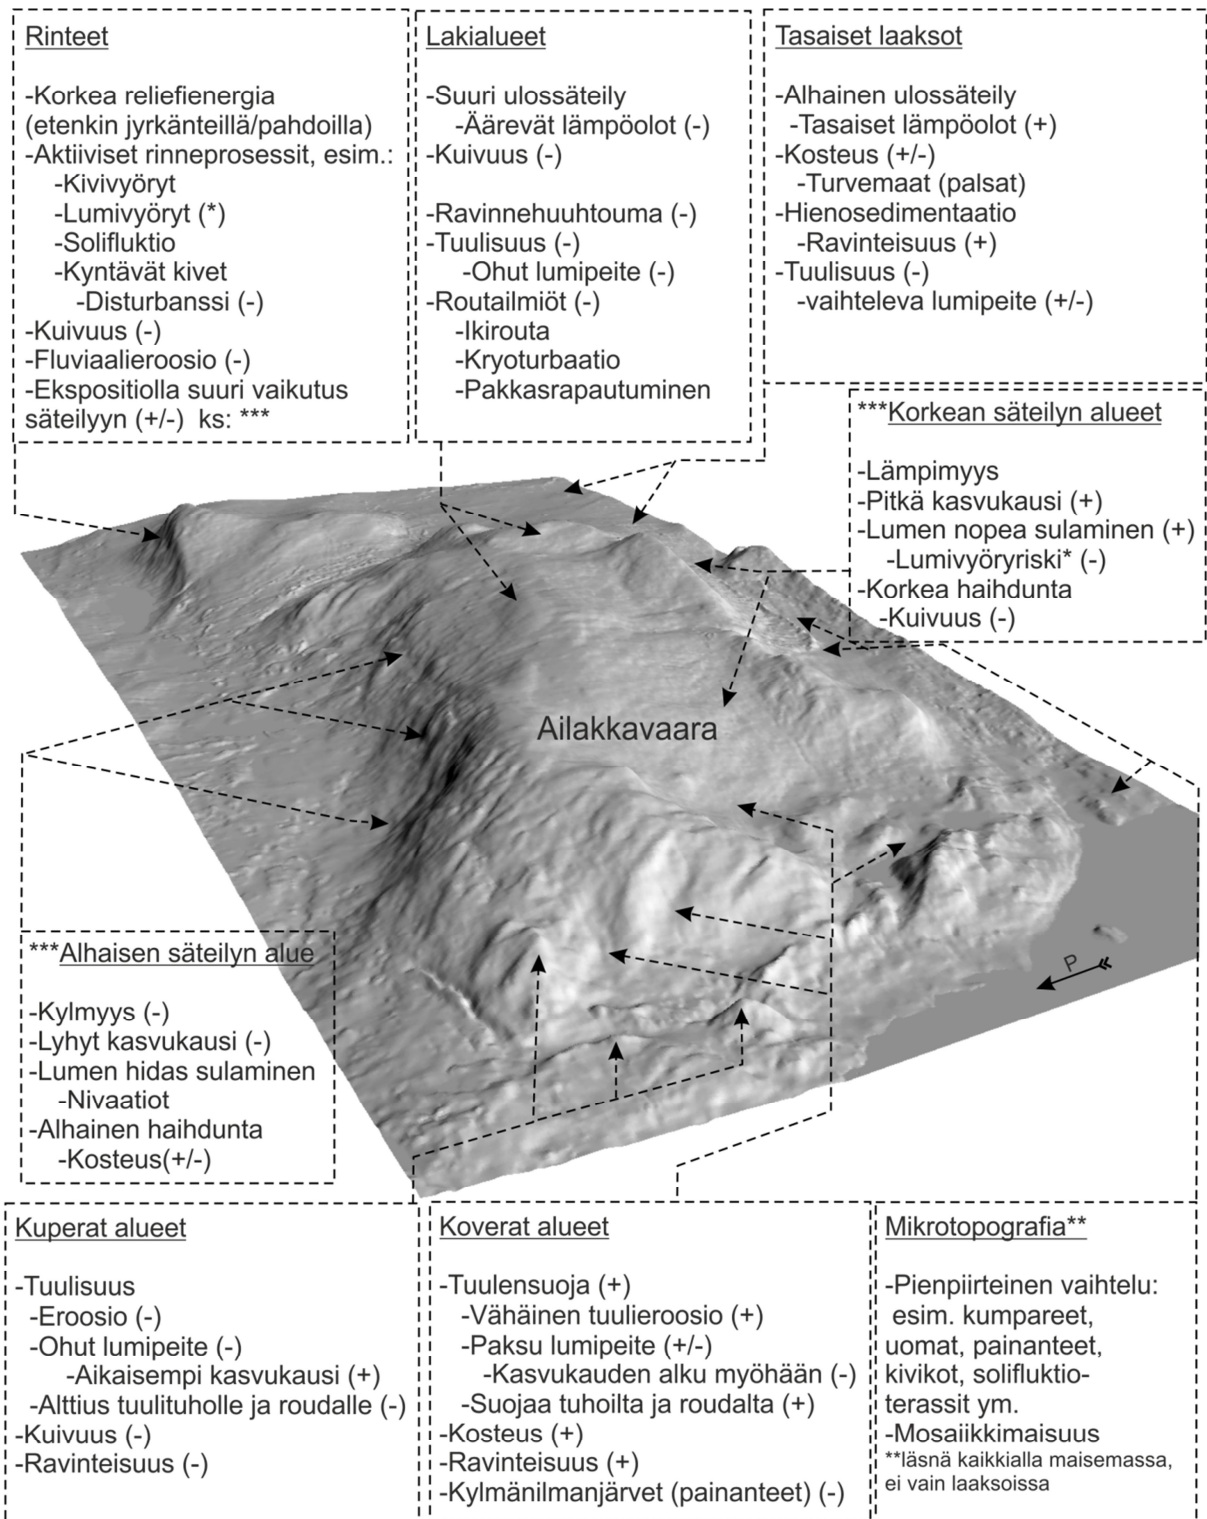 Rinteet
-Korkea reliefienergia
(etenkin jyrkänteillä/pahdoilla)
-Aktiiviset rinneprosessit, esim.:
-Kivivyöryt
-Lumivyöryt (*)
-Solifluktio
-Kyntävät kivet
-Disturbanssi (-)
-Kuivuus (-)
-Fluviaalieroosio (-)
-Ekspositiolla suuri vaikutus
säteilyyn (+/-) ks: ***
Lakialueet
-Suuri ulossäteily
-Äärevät lämpöolot (-)
-Kuivuus (-)
-Ravinnehuuhtouma (-)
-Tuulisuus (-)
-Ohut lumipeite (-)
-Routailmiöt (-)
-Ikirouta
-Kryoturbaatio
-Pakkasrapautuminen
Tasaiset laaksot
-Alhainen ulossäteily
-Tasaiset lämpöolot (+)
-Kosteus (+/-)
-Turvemaat (palsat)
-Hienosedimentaatio
-Ravinteisuus (+)
-Tuulisuus (-)
-vaihteleva lumipeite (+/-)
***Korkean säteilyn alueet
-Lämpimyys
-Pitkä kasvukausi (+)
-Lumen nopea sulaminen (+)
-Lumivyöryriski* (-)
-Korkea haihdunta
-Kuivuus (-)
Ailakkavaara
P
***Alhaisen säteilyn alue
-Kylmyys (-)
-Lyhyt kasvukausi (-)
-Lumen hidas sulaminen
-Nivaatiot
-Alhainen haihdunta
-Kosteus(+/-)
Kuperat alueet
-Tuulisuus
-Eroosio (-)
-Ohut lumipeite (-)
-Aikaisempi kasvukausi (+)
-Alttius tuulituholle ja roudalle (-)
-Kuivuus (-)
-Ravinteisuus (-)
Koverat alueet
-Tuulensuoja (+)
-Vähäinen tuulieroosio (+)
-Paksu lumipeite (+/-)
-Kasvukauden alku myöhään (-)
-Suojaa tuhoilta ja roudalta (+)
-Kosteus (+)
-Ravinteisuus (+)
-Kylmänilmanjärvet (painanteet) (-)
Mikrotopografia**
-Pienpiirteinen vaihtelu:
esim. kumpareet,
uomat, painanteet,
kivikot, solifluktio-
terassit ym.
-Mosaiikkimaisuus
**läsnä kaikkialla maisemassa,
ei vain laaksoissa